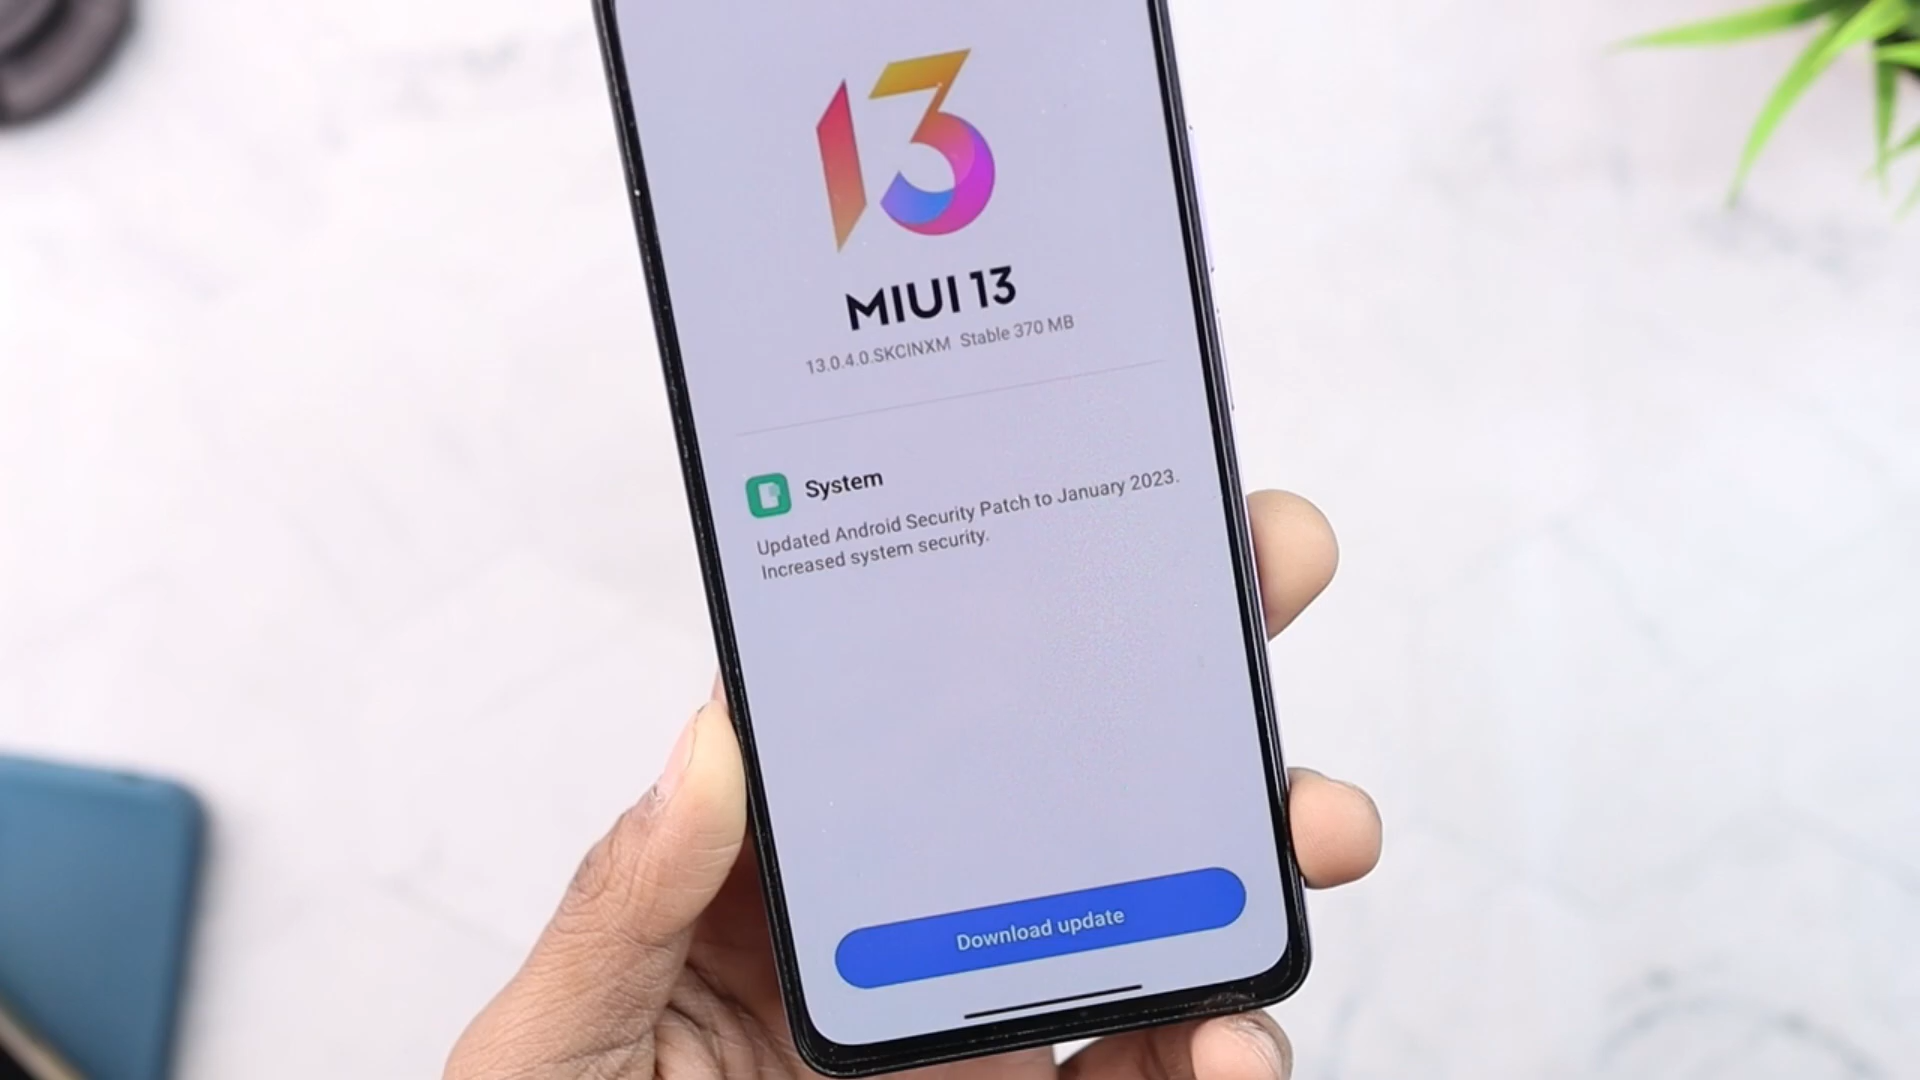 13
MIUI 13
13.0.4.0.SKCINXM Stable 370 MB
System
Updated Android Security Patch to January 2023.
Increased system security.
Download update